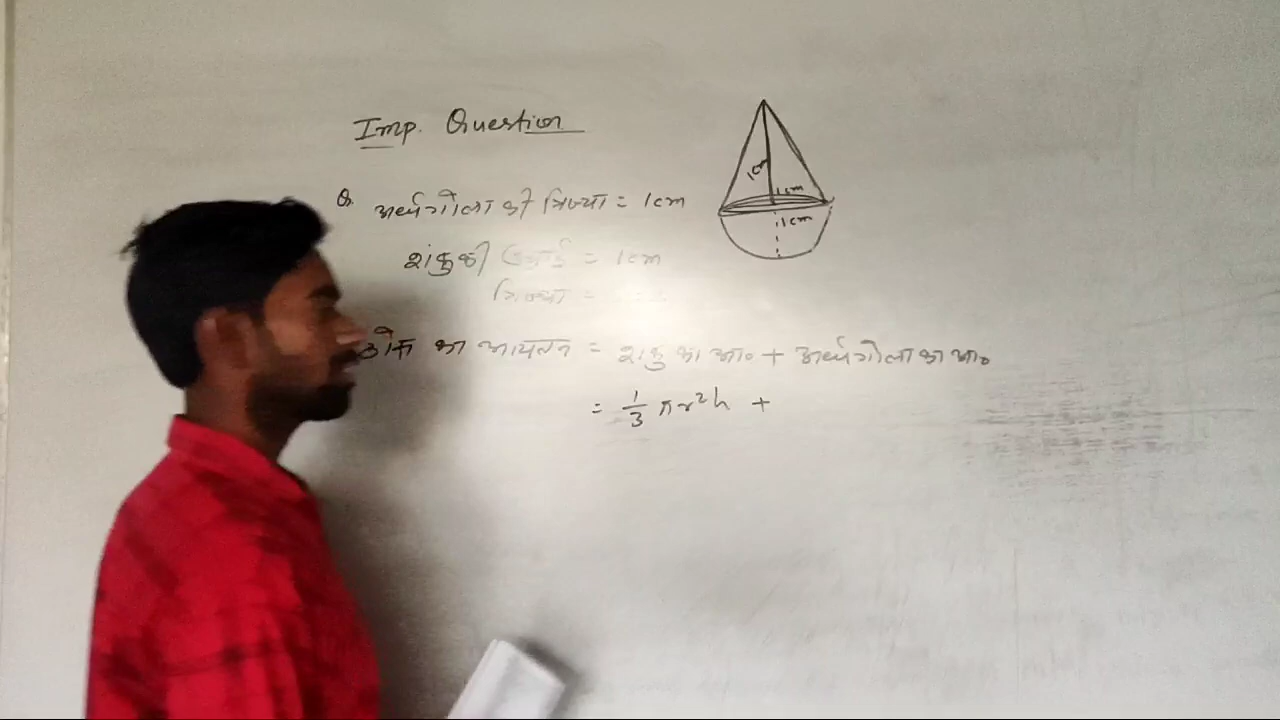 Imp. Question
Q. अर्धगोला की त्रिज्या = 1cm
शंकु की ऊंचाई = 1cm
त्रिज्या =
ठोस का आयतन = शंकु का आ० + अर्धगोला का आ०
= 1/3 πr²h +
1cm
1cm
1cm